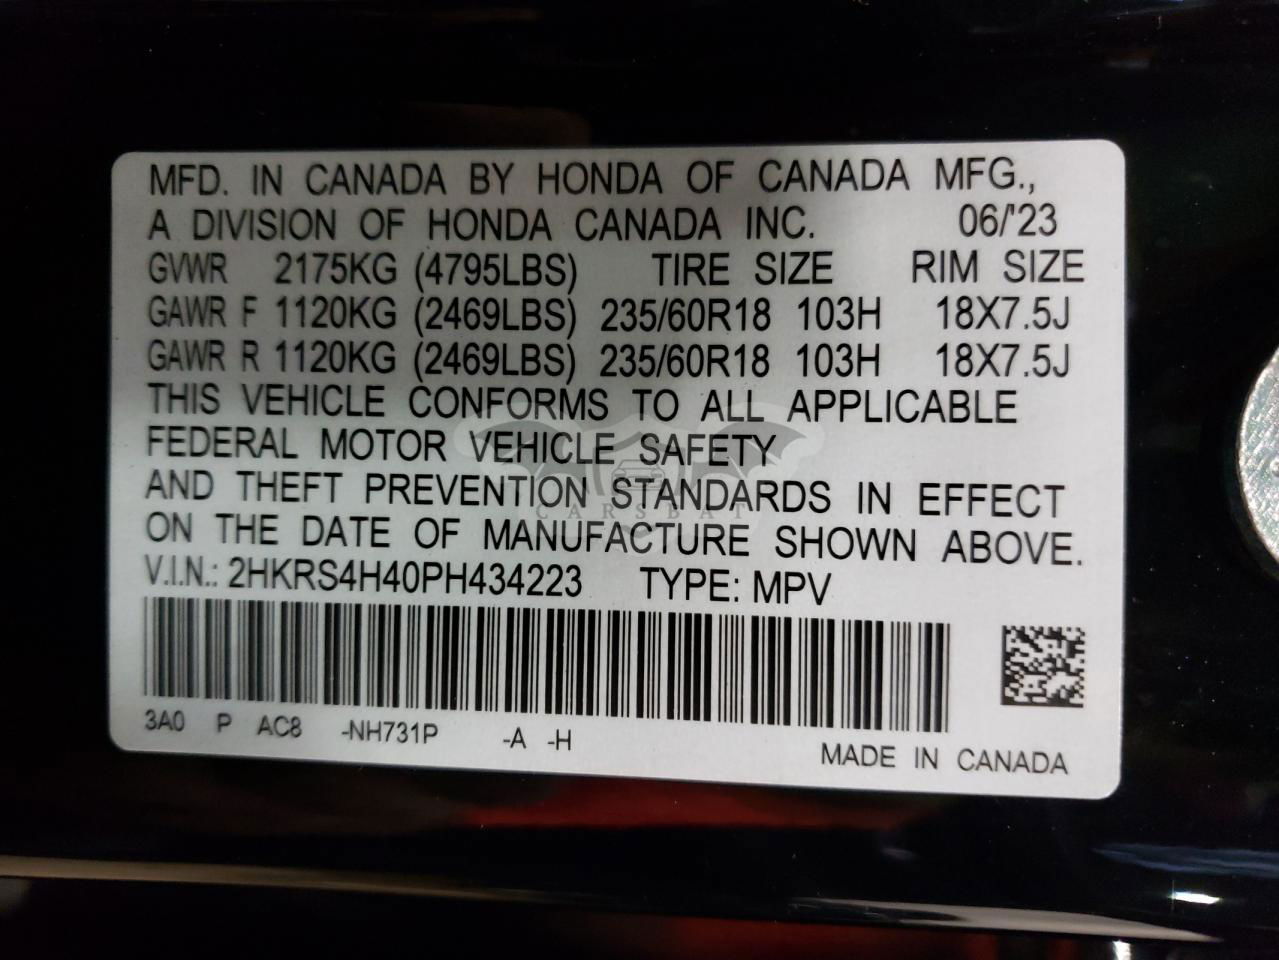 MFD. IN CANADA BY HONDA OF CANADA MFG.,
A DIVISION OF HONDA CANADA INC. 06/'23
GVWR 2175KG (4795LBS) TIRE SIZE RIM SIZE
GAWR F 1120KG (2469LBS) 235/60R18 103H 18X7.5J
GAWR R 1120KG (2469LBS) 235/60R18 103H 18X7.5J
THIS VEHICLE CONFORMS TO ALL APPLICABLE
FEDERAL MOTOR VEHICLE SAFETY
AND THEFT PREVENTION STANDARDS IN EFFECT
CARSBAT
ON THE DATE OF MANUFACTURE SHOWN ABOVE.
V.I.N.: 2HKRS4H40PH434223 TYPE: MPV
3A0 P AC8 -NH731P -A -H
MADE IN CANADA